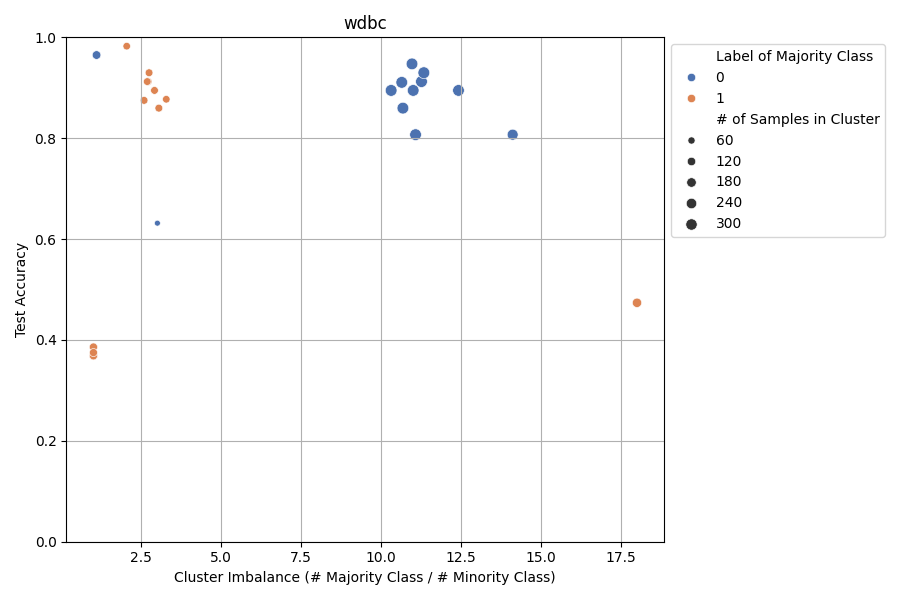 wdbc
1.0
0.8
0.6
0.4
0.2
0.0
Test Accuracy
2.5 5.0 7.5 10.0 12.5 15.0 17.5
Cluster Imbalance (# Majority Class / # Minority Class)
Label of Majority Class
0
1
# of Samples in Cluster
60
120
180
240
300